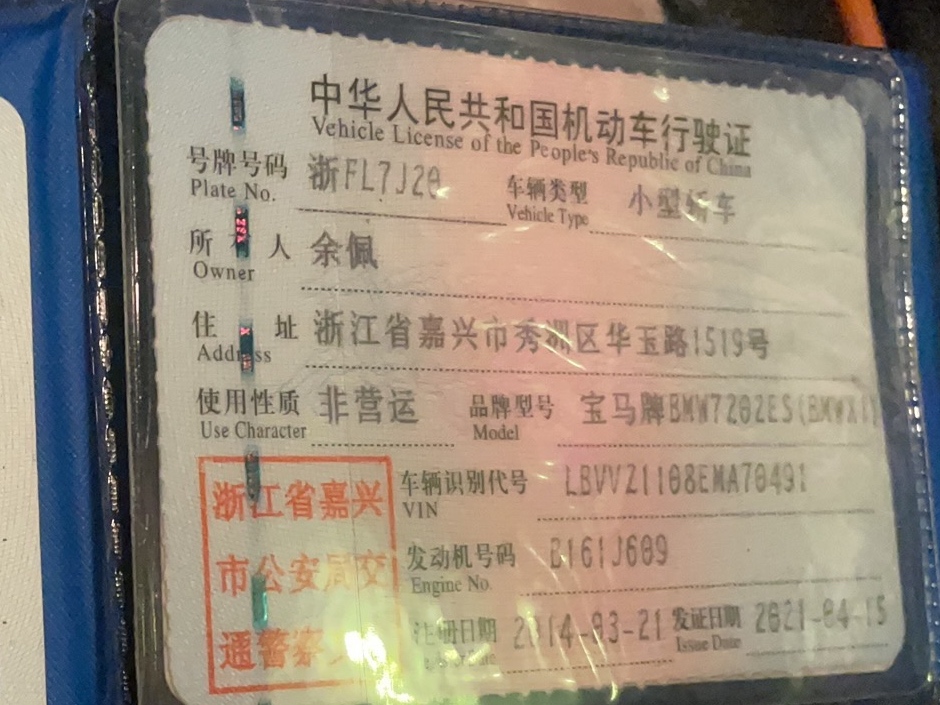 中华人民共和国机动车行驶证
Vehicle License of the People's Republic of China
号牌号码 浙FL7J20 车辆类型 小型轿车
Plate No. Vehicle Type
所 人 余佩
Owner
住 址 浙江省嘉兴市秀洲区华玉路1519号
Address
使用性质 非营运 品牌型号 宝马牌BMW7202ES(BMWX1)
Use Character Model
浙江省嘉兴
市公安局交
通警察
车辆识别代号 LBVVZ1108EMA70491
VIN
发动机号码 B161J609
Engine No.
注册日期 2014-03-21 发证日期 2021-04-15
Issue Date